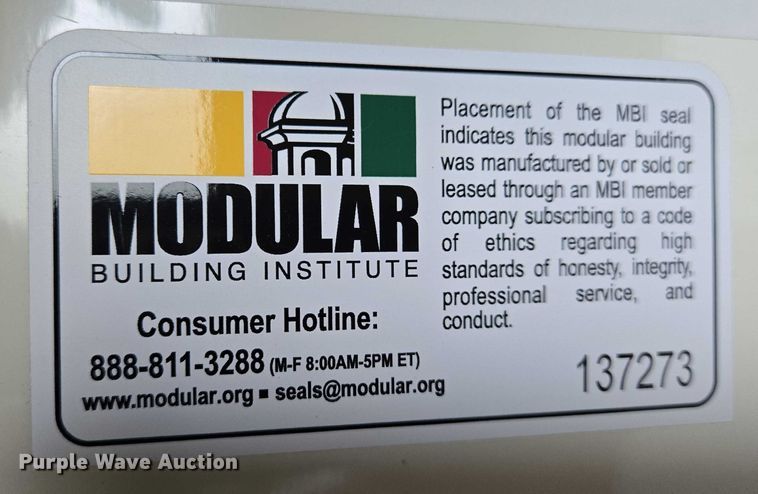 MODULAR
BUILDING INSTITUTE
Consumer Hotline:
888-811-3288 (M-F 8:00AM-5PM ET)
www.modular.org ▪ seals@modular.org
Placement of the MBI seal
indicates this modular building
was manufactured by or sold or
leased through an MBI member
company subscribing to a code
of ethics regarding high
standards of honesty, integrity,
professional service, and
conduct.
137273
Purple Wave Auction